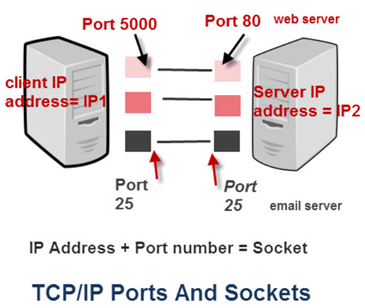 Port 5000
Port 80
web server
client IP
address= IP1
Server IP
address = IP2
Port
25
Port
25
email server
IP Address + Port number = Socket
TCP/IP Ports And Sockets